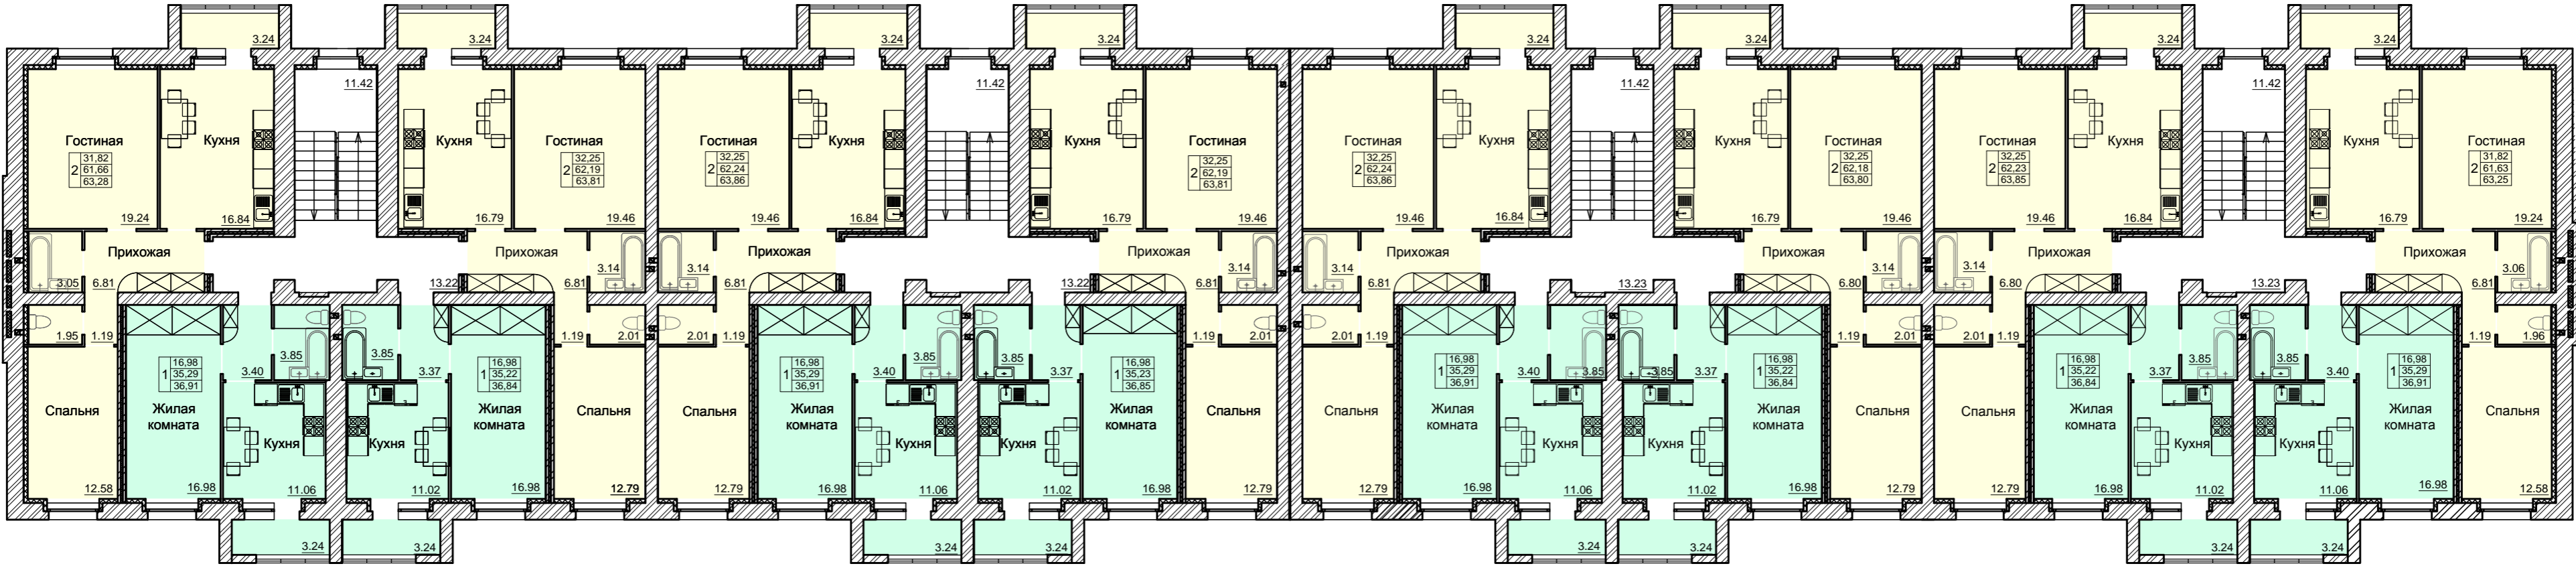 3.24 3.24 3.24 3.24 3.24 3.24 3.24 3.24
11.42 11.42 11.42 11.42
Гостиная Кухня Кухня Гостиная Гостиная Кухня Кухня Гостиная Гостиная Кухня Кухня Гостиная Гостиная Кухня Кухня Гостиная
2 31,82 61,66 63,28
2 32,25 62,19 63,81
2 32,25 62,24 63,86
2 32,25 62,19 63,81
2 32,25 62,24 63,86
2 32,25 62,18 63,80
2 32,25 62,23 63,85
2 31,82 61,63 63,25
19.24 16.84 16.79 19.46 19.46 16.84 16.79 19.46 19.46 16.84 16.79 19.46 19.46 16.84 16.79 19.24
Прихожая Прихожая Прихожая Прихожая Прихожая Прихожая Прихожая Прихожая
3.05 6.81 13.22 6.81 3.14 3.14 6.81 13.22 6.81 3.14 3.14 6.81 13.23 6.80 3.14 3.14 6.80 13.23 6.81 3.06
1.95 1.19 1.19 2.01 2.01 1.19 1.19 2.01 2.01 1.19 1.19 2.01 2.01 1.19 1.19 1.96
1 16,98 35,29 36,91
1 16,98 35,22 36,84
1 16,98 35,29 36,91
1 16,98 35,23 36,85
1 16,98 35,29 36,91
1 16,98 35,22 36,84
1 16,98 35,22 36,84
1 16,98 35,29 36,91
3.85 3.85 3.85 3.85 3.85 3.85 3.85 3.85
3.40 3.37 3.40 3.37 3.40 3.37 3.37 3.40
Спальня Жилая комната Кухня Кухня Жилая комната Спальня Спальня Жилая комната Кухня Кухня Жилая комната Спальня Спальня Жилая комната Кухня Кухня Жилая комната Спальня Спальня Жилая комната Кухня Кухня Жилая комната Спальня
12.58 16.98 11.06 11.02 16.98 12.79 12.79 16.98 11.06 11.02 16.98 12.79 12.79 16.98 11.06 11.02 16.98 12.79 12.79 16.98 11.02 11.06 16.98 12.58
3.24 3.24 3.24 3.24 3.24 3.24 3.24 3.24